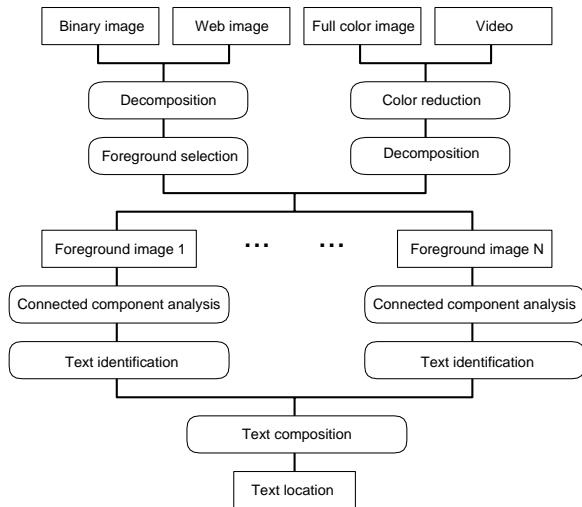 Binary image
Web image
Full color image
Video
Decomposition
Color reduction
Foreground selection
Decomposition
Foreground image 1
... ...
Foreground image N
Connected component analysis
Connected component analysis
Text identification
Text identification
Text composition
Text location